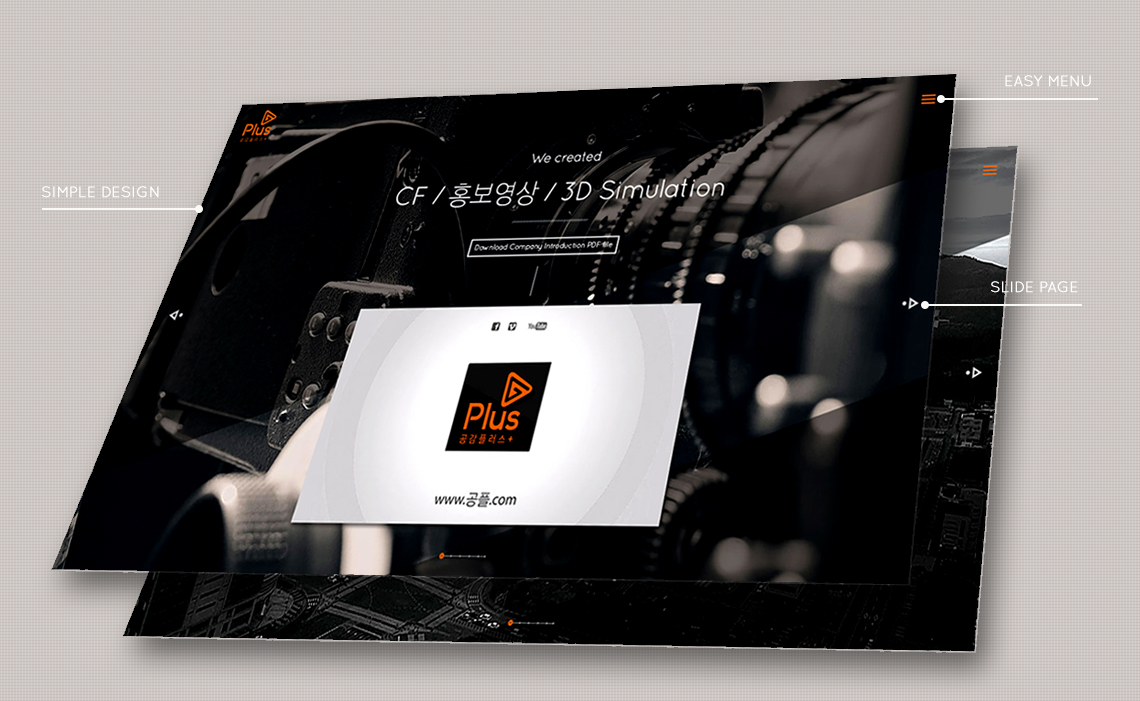 EASY MENU
Plus
공감플러스+
We created
CF / 홍보영상 / 3D Simulation
SIMPLE DESIGN
Download Company Introduction PDF file
SLIDE PAGE
YouTube
Plus
공감플러스+
www.공플.com